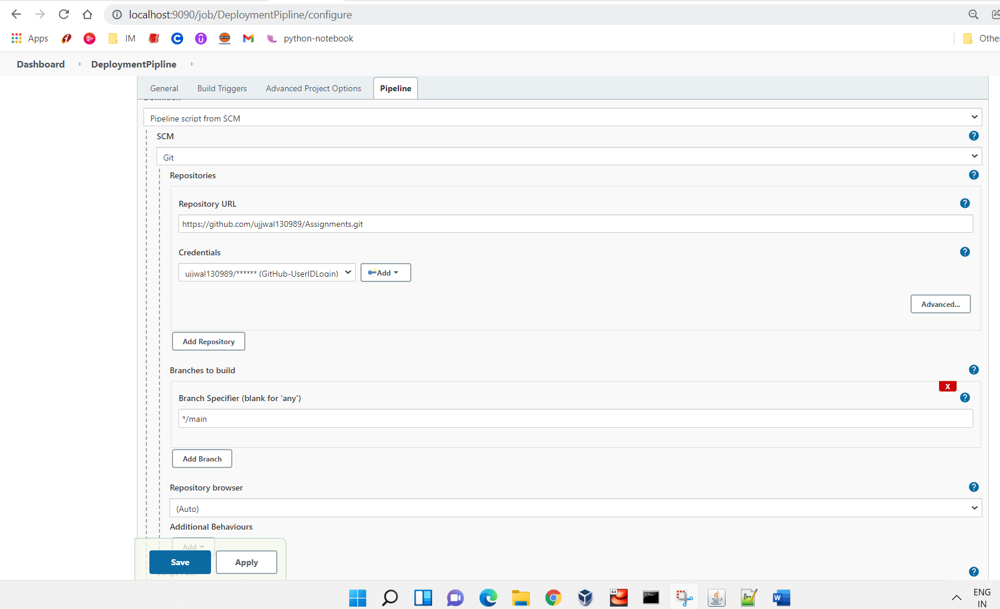 localhost:9090/job/DeploymentPipline/configure
Apps IM python-notebook
Dashboard DeploymentPipline
General Build Triggers Advanced Project Options Pipeline
Definition
Pipeline script from SCM
SCM
Git
Repositories
Repository URL
https://github.com/ujjwal130989/Assignments.git
Credentials
ujjwal130989/****** (GitHub-UserIDLogin) Add
Advanced...
Add Repository
Branches to build
X
Branch Specifier (blank for 'any')
*/main
Add Branch
Repository browser
(Auto)
Additional Behaviours
Add
Save Apply
ENG
IN